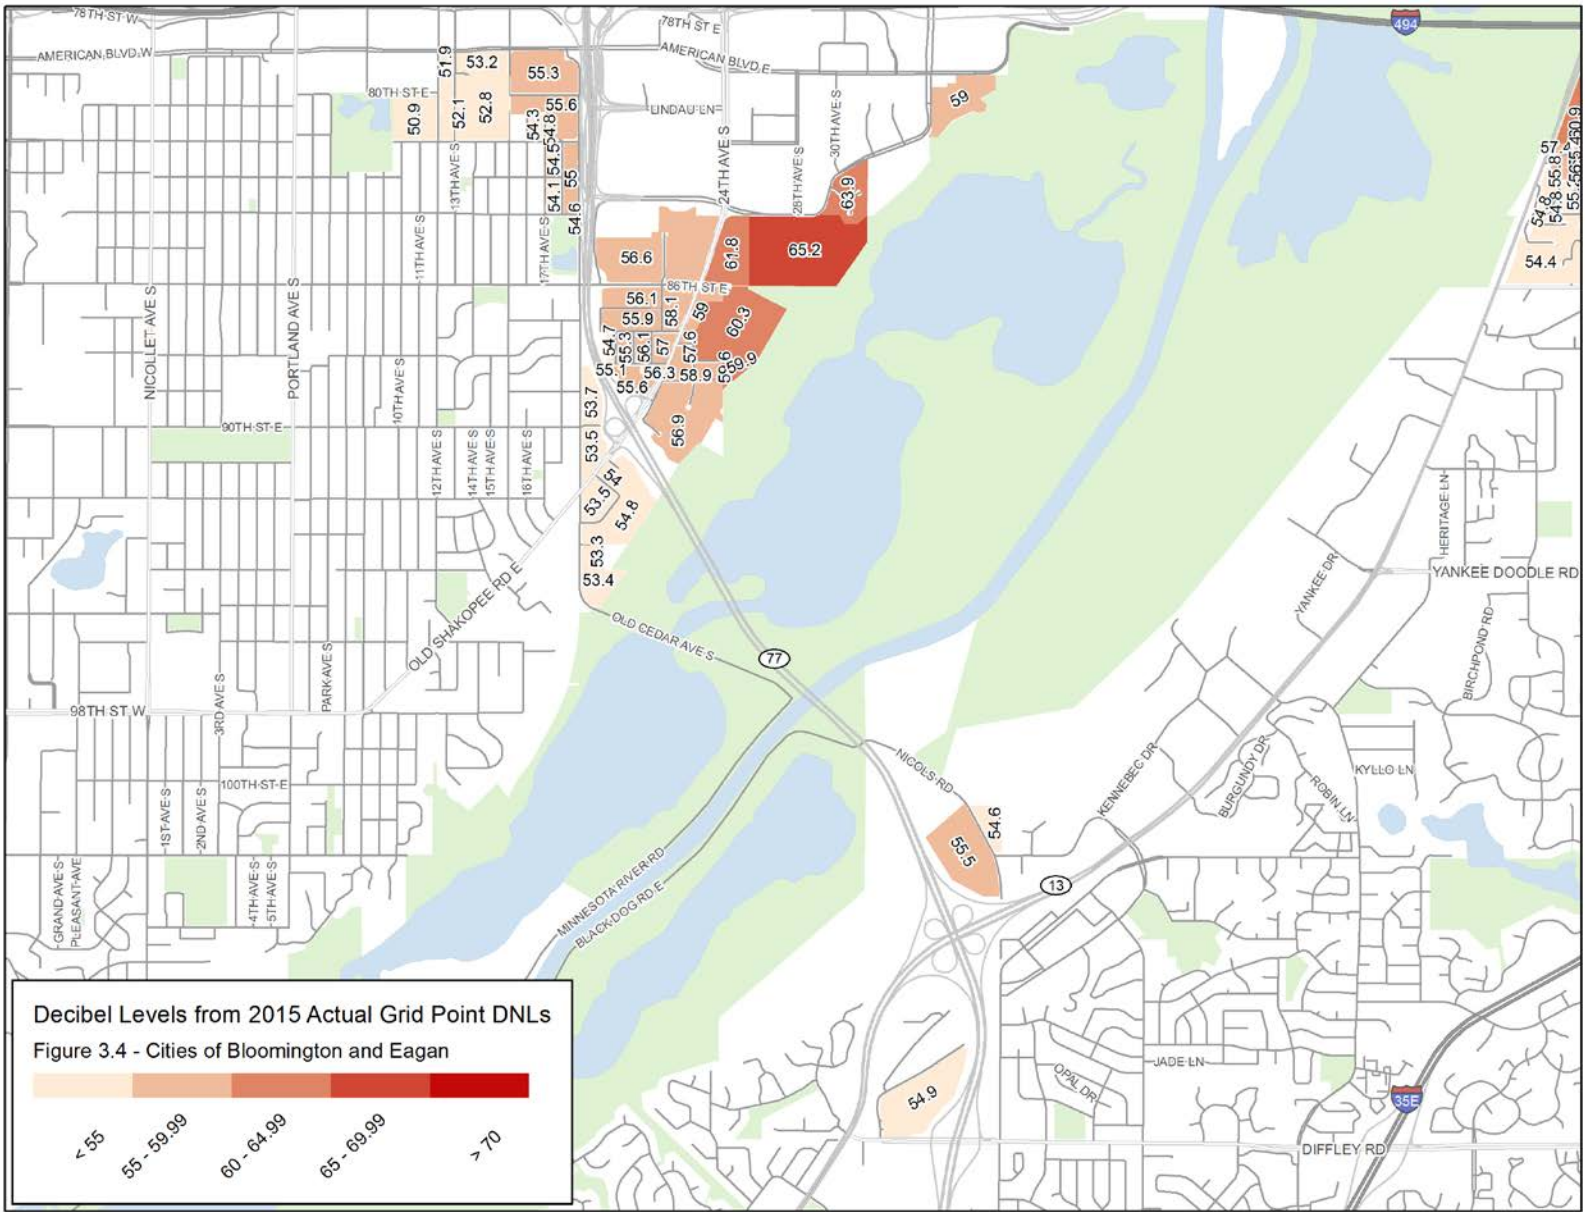 78TH ST W
78TH ST E
494
AMERICAN BLVD W
AMERICAN BLVD E
51.9
53.2
55.3
80TH ST E
50.9
52.1
52.8
55.6
54.3
54.8
LINDAU LN
59
30TH AVE S
60.9
57
55.8
54.8
54.8
54.5
55
54.1
54.6
13TH AVE S
24TH AVE S
28TH AVE S
63.9
11TH AVE S
17TH AVE S
56.6
61.8
65.2
54.4
86TH ST E
NICOLLET AVE S
PORTLAND AVE S
56.1
58.1
59
55.9
60.3
54.7
55.3
56.1
57
57.6
59.9
55.1
56.3
58.9
55.6
10TH AVE S
53.7
56.9
90TH ST E
53.5
12TH AVE S
14TH AVE S
15TH AVE S
16TH AVE S
54
53.5
54.8
HERITAGE LN
53.3
53.4
YANKEE DR
YANKEE DOODLE RD
OLD SHAKOPEE RD E
OLD CEDAR AVE S
77
BIRCHPOND RD
3RD AVE S
PARK AVE S
98TH ST W
NICOLS RD
KENNEBEC DR
BURGUNDY DR
KYLLO LN
ROBIN LN
100TH ST E
1ST AVE S
2ND AVE S
54.6
55.5
GRAND AVE S
PLEASANT AVE
4TH AVE S
5TH AVE S
MINNESOTA RIVER RD
BLACK DOG RD E
13
JADE LN
OPAL DR
54.9
35E
DIFFLEY RD
Decibel Levels from 2015 Actual Grid Point DNLs
Figure 3.4 - Cities of Bloomington and Eagan
< 55
55 - 59.99
60 - 64.99
65 - 69.99
> 70